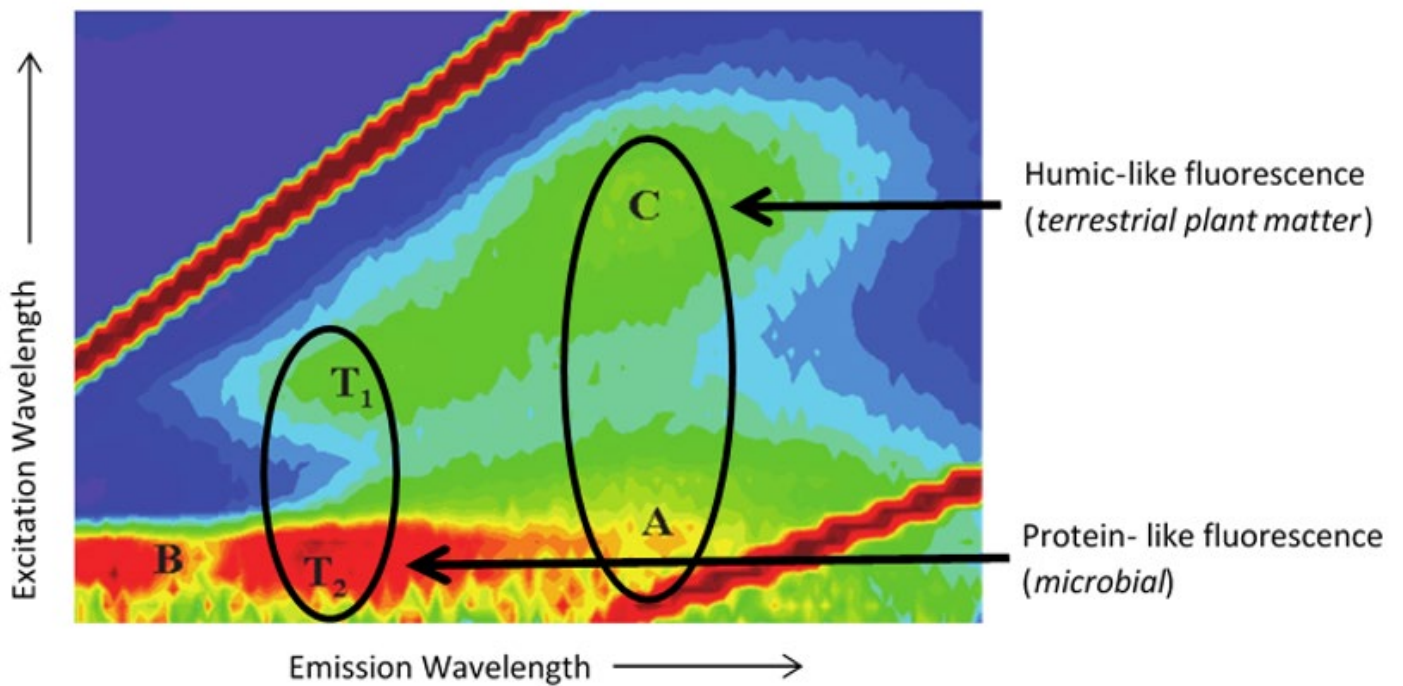 Excitation Wavelength
C
T₁
B
T₂
A
Humic-like fluorescence
(terrestrial plant matter)
Protein- like fluorescence
(microbial)
Emission Wavelength